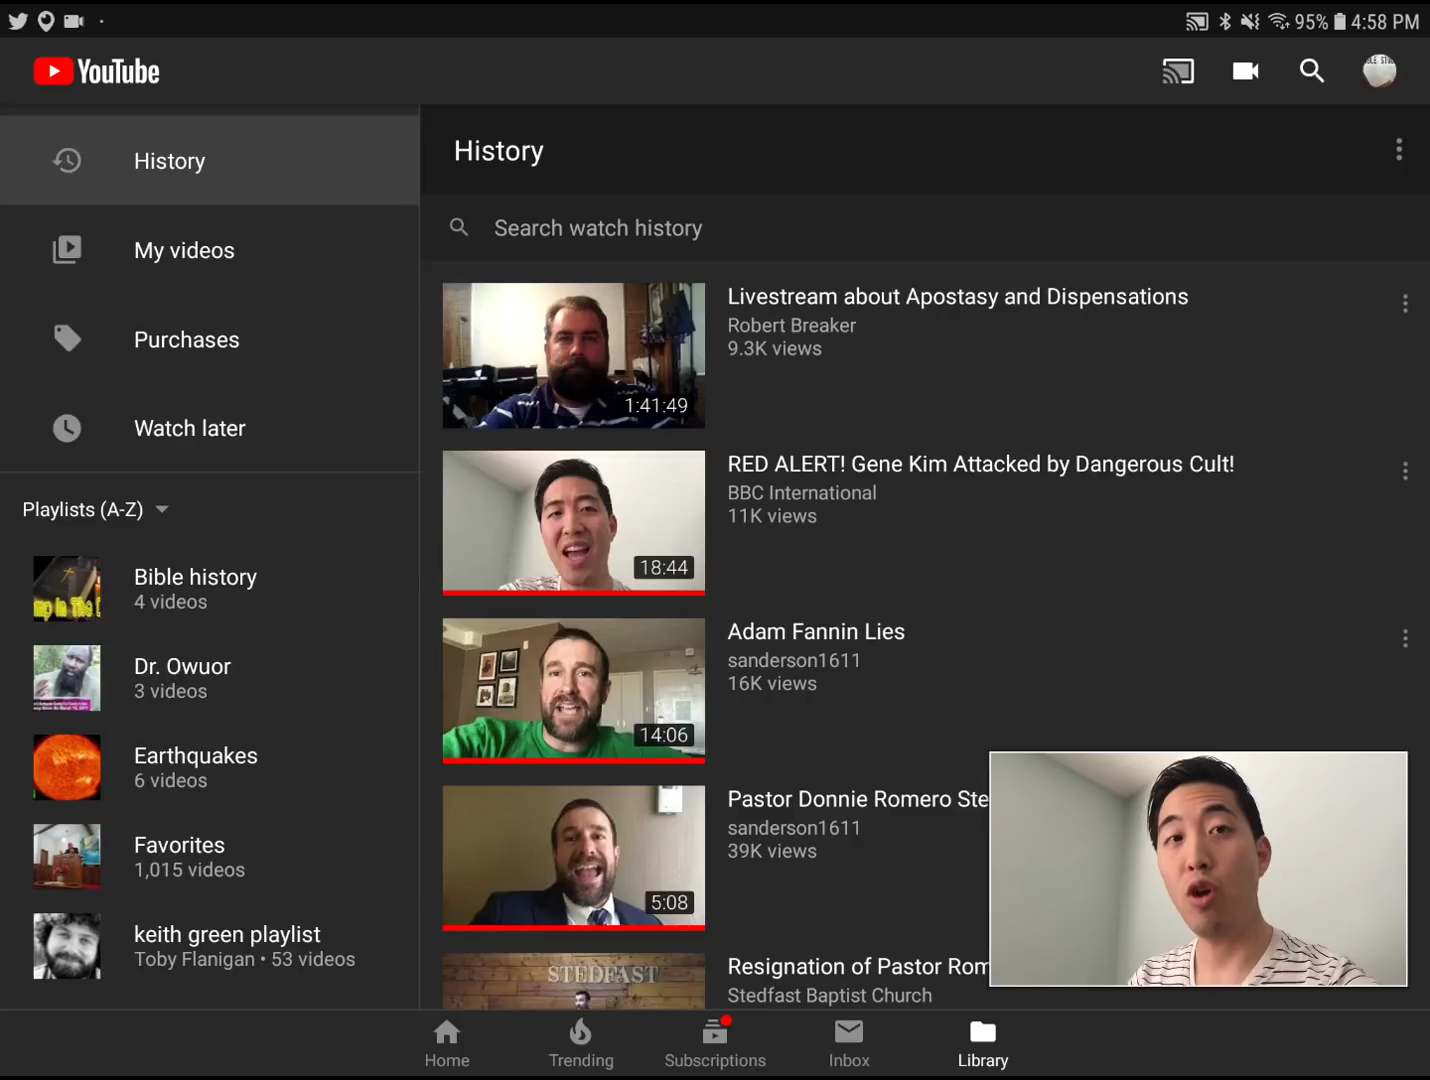 95% 4:58 PM
YouTube
History
My videos
Purchases
Watch later
Playlists (A-Z)
Bible history
4 videos
Dr. Owuor
3 videos
Earthquakes
6 videos
Favorites
1,015 videos
keith green playlist
Toby Flanigan • 53 videos
History
Search watch history
1:41:49
Livestream about Apostasy and Dispensations
Robert Breaker
9.3K views
18:44
RED ALERT! Gene Kim Attacked by Dangerous Cult!
BBC International
11K views
14:06
Adam Fannin Lies
sanderson1611
16K views
5:08
Pastor Donnie Romero Ste
sanderson1611
39K views
STEDFAST
Resignation of Pastor Rom
Stedfast Baptist Church
Home
Trending
Subscriptions
Inbox
Library